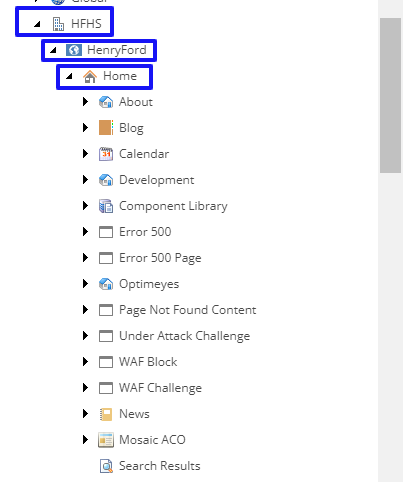 Global
HFHS
HenryFord
Home
About
Blog
Calendar
Development
Component Library
Error 500
Error 500 Page
Optimeyes
Page Not Found Content
Under Attack Challenge
WAF Block
WAF Challenge
News
Mosaic ACO
Search Results